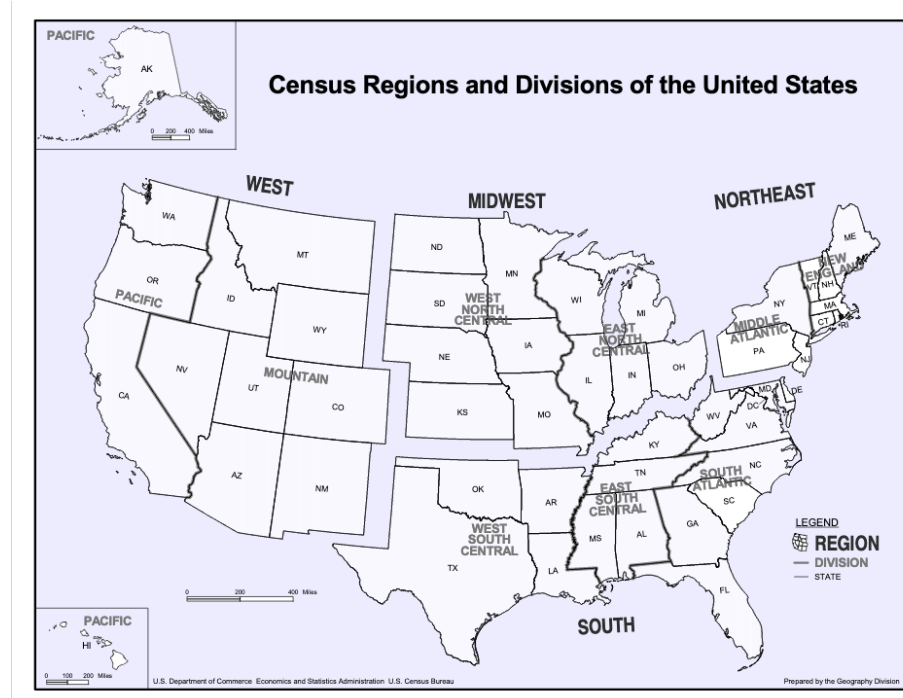 PACIFIC
AK
0 200 400 Miles
Census Regions and Divisions of the United States
WEST
MIDWEST
NORTHEAST
WA
OR
PACIFIC
CA
NV
ID
MT
WY
UT
MOUNTAIN
CO
AZ
NM
ND
SD
MN
WEST
NORTH
CENTRAL
NE
IA
KS
MO
WI
MI
EAST
NORTH
CENTRAL
IL
IN
OH
ME
NEW
ENGLAND
VT
NH
MA
CT
RI
NY
MIDDLE
ATLANTIC
PA
NJ
MD
DE
DC
WV
VA
KY
TN
NC
SOUTH
ATLANTIC
SC
GA
FL
EAST
SOUTH
CENTRAL
MS
AL
OK
AR
WEST
SOUTH
CENTRAL
TX
LA
SOUTH
0 200 400 Miles
LEGEND
REGION
DIVISION
STATE
PACIFIC
HI
0 100 200 Miles
U.S. Department of Commerce Economics and Statistics Administration U.S. Census Bureau
Prepared by the Geography Division